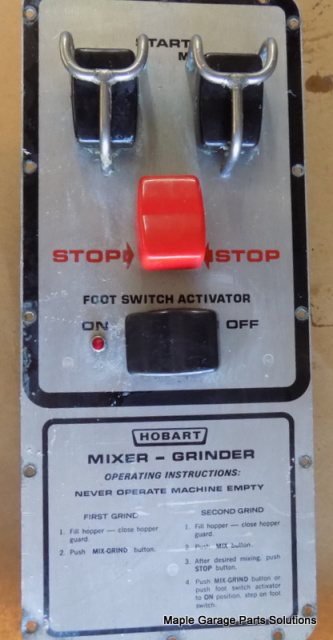 START
M
STOP STOP
FOOT SWITCH ACTIVATOR
ON OFF
HOBART
MIXER - GRINDER
OPERATING INSTRUCTIONS:
NEVER OPERATE MACHINE EMPTY
FIRST GRIND
1. Fill hopper — close hopper
guard.
2. Push MIX-GRIND button.
SECOND GRIND
1. Fill hopper — close hopper
guard.
2. Push MIX button.
3. After desired mixing, push
STOP button.
4. Push MIX-GRIND button or
push foot switch activator
to ON position, step on foot
switch.
Maple Garage Parts Solutions